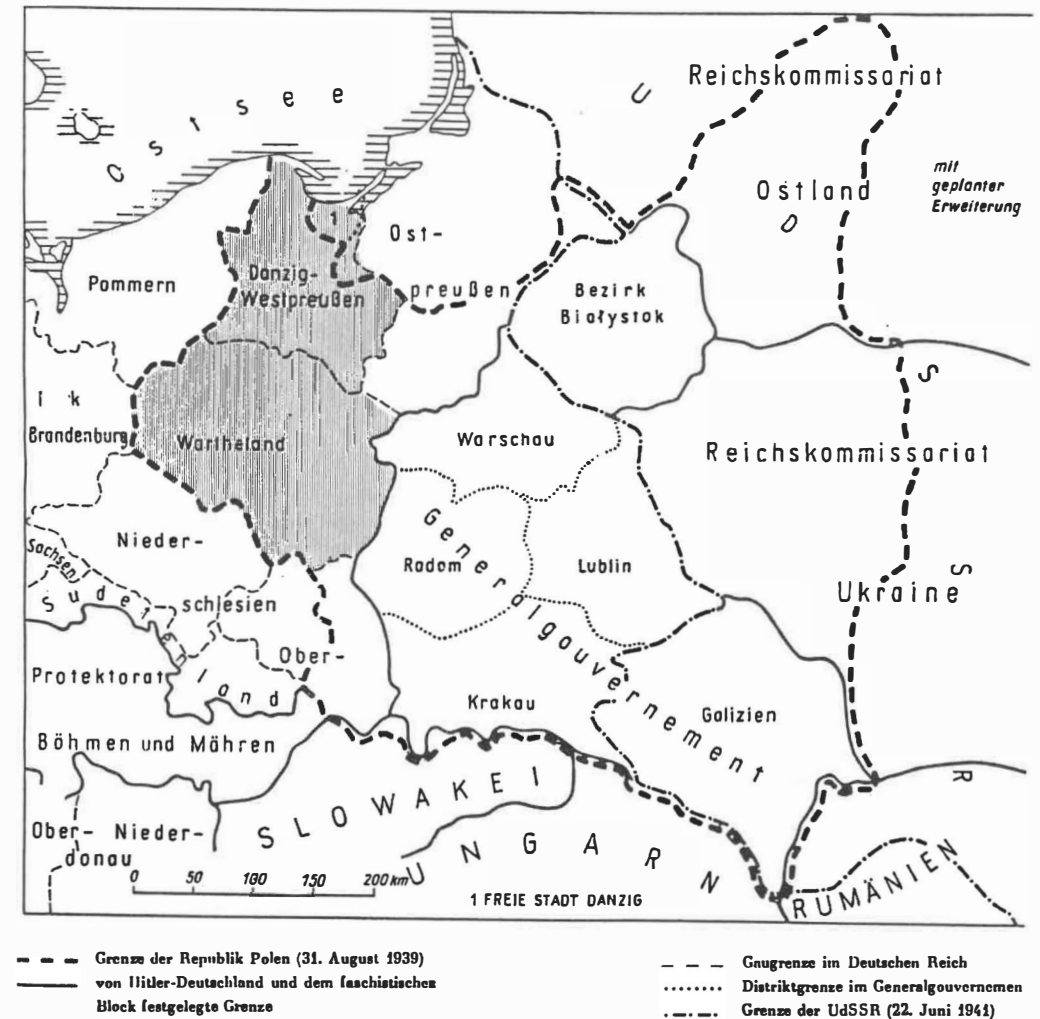 Ostsee
Reichskommissariat
Ostland
mit
geplanter
Erweiterung
U
D
S
S
R
1
Ost-
preußen
Danzig-
Westpreußen
Pommern
Bezirk
Białystok
ik
Brandenburg
Wartheland
Warschau
Reichskommissariat
Ukraine
Generalgouvernement
Radom
Lublin
Nieder-
schlesien
Sachsen
Sudetenland
Ober-
Protektorat
Böhmen und Mähren
Krakau
Galizien
SLOWAKEI
UNGARN
RUMÄNIEN
Ober-
Nieder-
donau
0 50 100 150 200 km
1 FREIE STADT DANZIG
Grenze der Republik Polen (31. August 1939)
von Hitler-Deutschland und dem faschistischen
Block festgelegte Grenze
Gaugrenze im Deutschen Reich
Distriktgrenze im Generalgouvernemen
Grenze der UdSSR (22. Juni 1941)